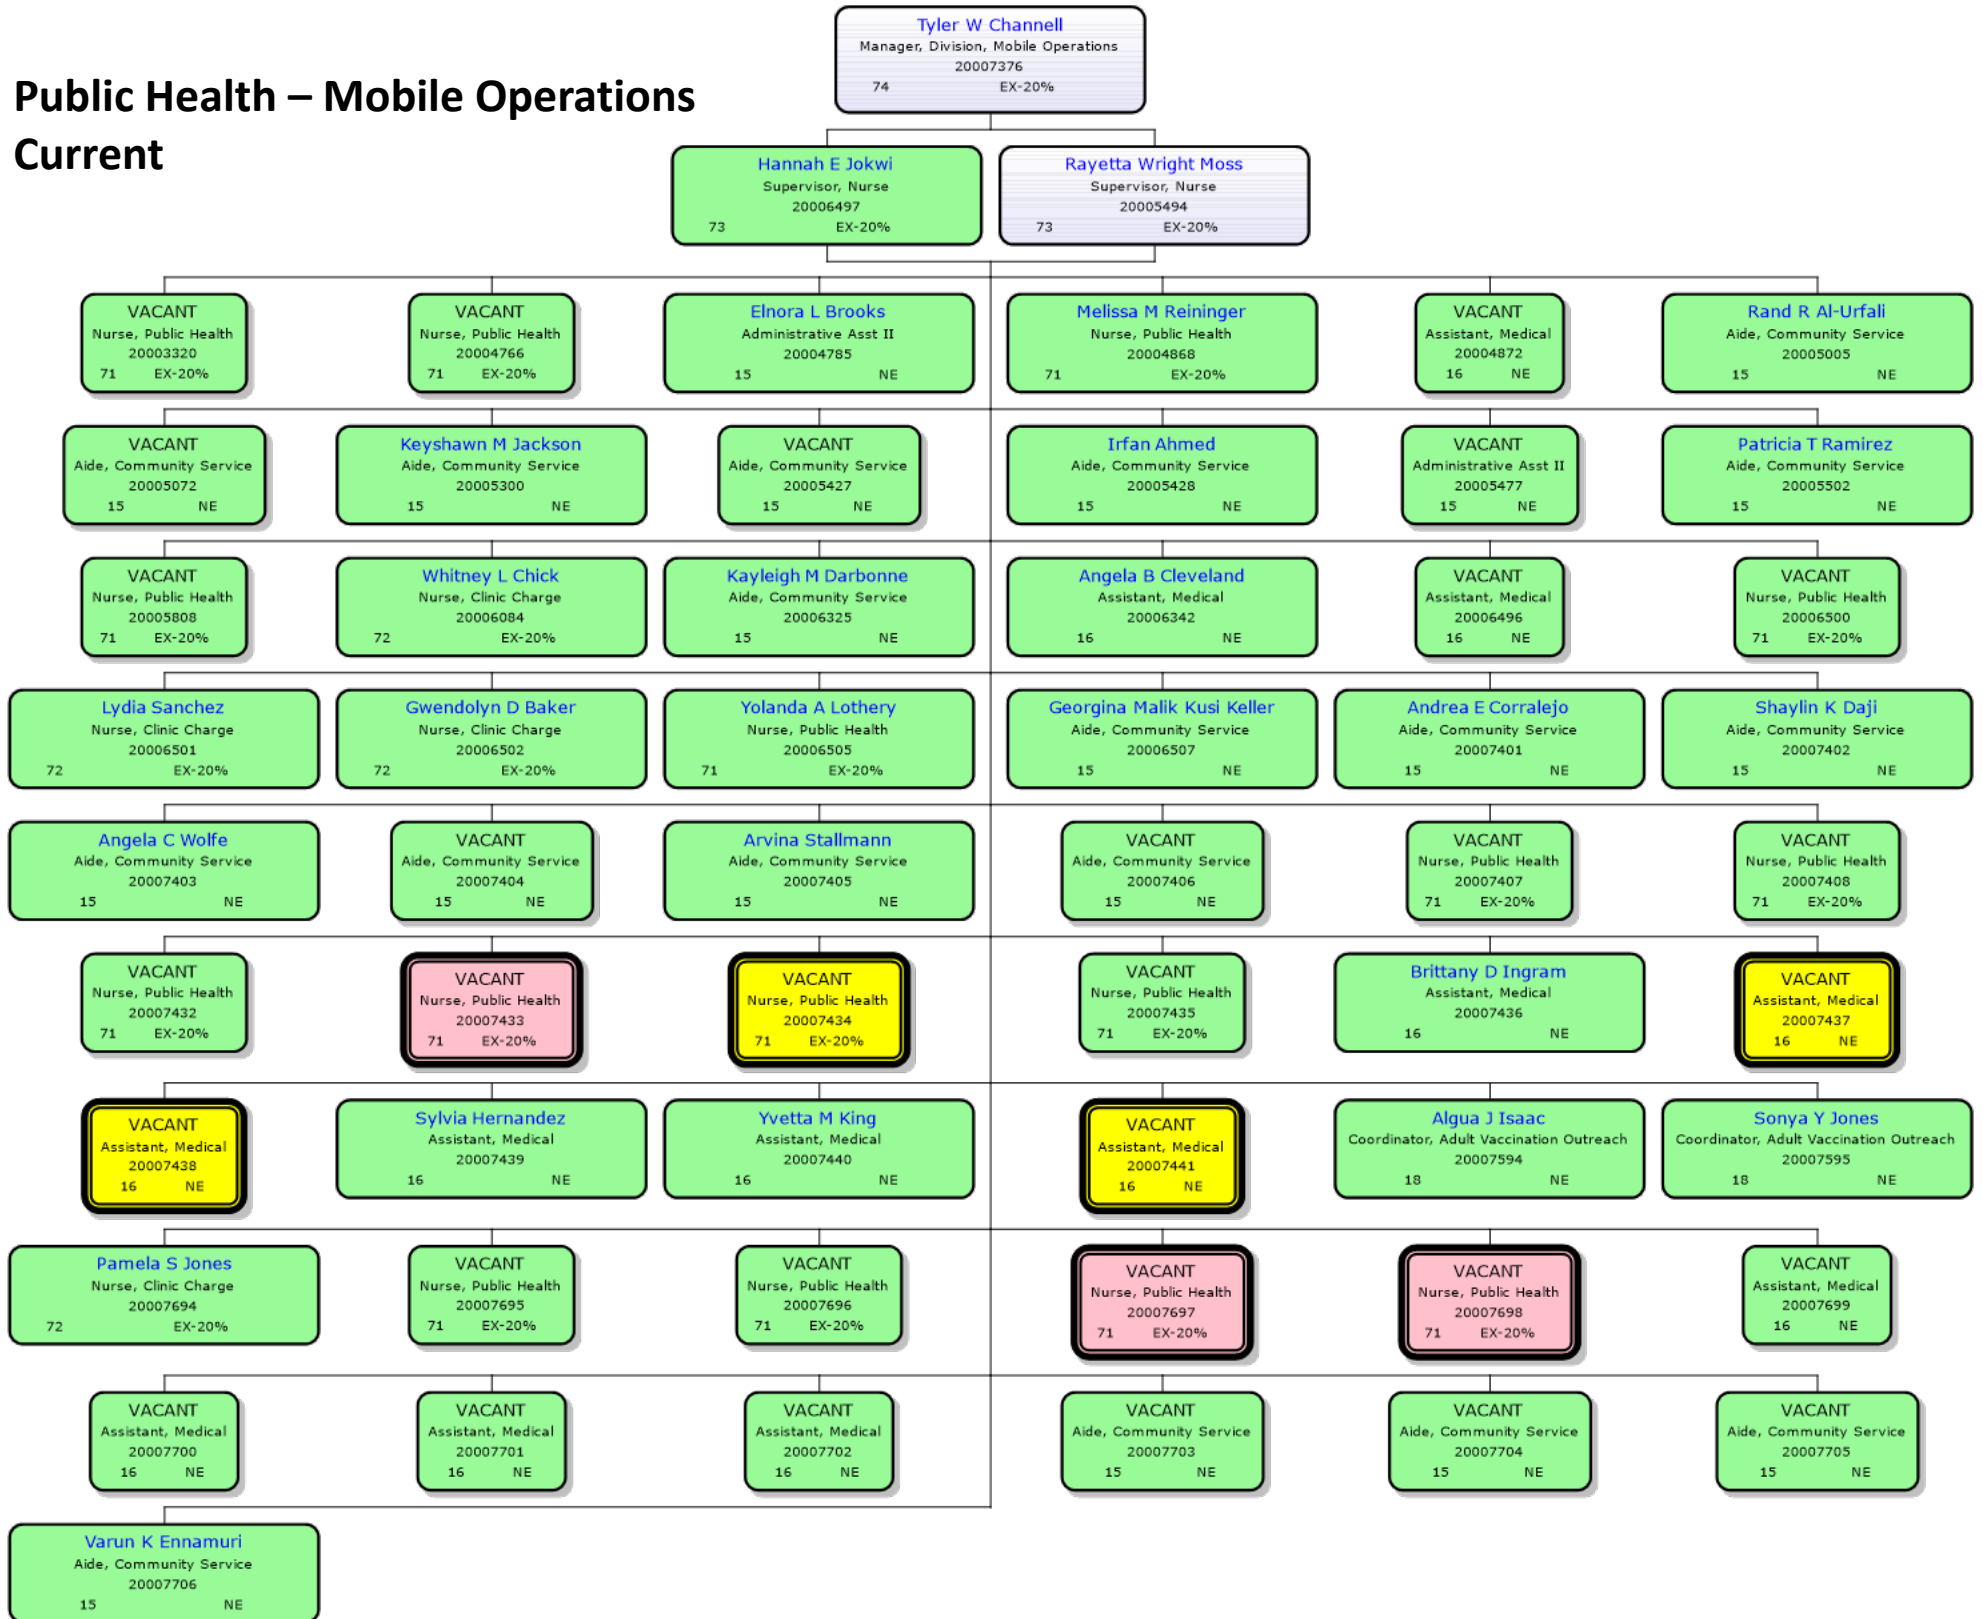 Public Health – Mobile Operations
Current
Tyler W Channell
Manager, Division, Mobile Operations
20007376
74 EX-20%
Hannah E Jokwi
Supervisor, Nurse
20006497
73 EX-20%
Rayetta Wright Moss
Supervisor, Nurse
20005494
73 EX-20%
VACANT
Nurse, Public Health
20003320
71 EX-20%
VACANT
Nurse, Public Health
20004766
71 EX-20%
Elnora L Brooks
Administrative Asst II
20004785
15 NE
Melissa M Reininger
Nurse, Public Health
20004868
71 EX-20%
VACANT
Assistant, Medical
20004872
16 NE
Rand R Al-Urfali
Aide, Community Service
20005005
15 NE
VACANT
Aide, Community Service
20005072
15 NE
Keyshawn M Jackson
Aide, Community Service
20005300
15 NE
VACANT
Aide, Community Service
20005427
15 NE
Irfan Ahmed
Aide, Community Service
20005428
15 NE
VACANT
Administrative Asst II
20005477
15 NE
Patricia T Ramirez
Aide, Community Service
20005502
15 NE
VACANT
Nurse, Public Health
20005808
71 EX-20%
Whitney L Chick
Nurse, Clinic Charge
20006084
72 EX-20%
Kayleigh M Darbonne
Aide, Community Service
20006325
15 NE
Angela B Cleveland
Assistant, Medical
20006342
16 NE
VACANT
Assistant, Medical
20006496
16 NE
VACANT
Nurse, Public Health
20006500
71 EX-20%
Lydia Sanchez
Nurse, Clinic Charge
20006501
72 EX-20%
Gwendolyn D Baker
Nurse, Clinic Charge
20006502
72 EX-20%
Yolanda A Lothery
Nurse, Public Health
20006505
71 EX-20%
Georgina Malik Kusi Keller
Aide, Community Service
20006507
15 NE
Andrea E Corralejo
Aide, Community Service
20007401
15 NE
Shaylin K Daji
Aide, Community Service
20007402
15 NE
Angela C Wolfe
Aide, Community Service
20007403
15 NE
VACANT
Aide, Community Service
20007404
15 NE
Arvina Stallmann
Aide, Community Service
20007405
15 NE
VACANT
Aide, Community Service
20007406
15 NE
VACANT
Nurse, Public Health
20007407
71 EX-20%
VACANT
Nurse, Public Health
20007408
71 EX-20%
VACANT
Nurse, Public Health
20007432
71 EX-20%
VACANT
Nurse, Public Health
20007433
71 EX-20%
VACANT
Nurse, Public Health
20007434
71 EX-20%
VACANT
Nurse, Public Health
20007435
71 EX-20%
Brittany D Ingram
Assistant, Medical
20007436
16 NE
VACANT
Assistant, Medical
20007437
16 NE
VACANT
Assistant, Medical
20007438
16 NE
Sylvia Hernandez
Assistant, Medical
20007439
16 NE
Yvetta M King
Assistant, Medical
20007440
16 NE
VACANT
Assistant, Medical
20007441
16 NE
Algua J Isaac
Coordinator, Adult Vaccination Outreach
20007594
18 NE
Sonya Y Jones
Coordinator, Adult Vaccination Outreach
20007595
18 NE
Pamela S Jones
Nurse, Clinic Charge
20007694
72 EX-20%
VACANT
Nurse, Public Health
20007695
71 EX-20%
VACANT
Nurse, Public Health
20007696
71 EX-20%
VACANT
Nurse, Public Health
20007697
71 EX-20%
VACANT
Nurse, Public Health
20007698
71 EX-20%
VACANT
Assistant, Medical
20007699
16 NE
VACANT
Assistant, Medical
20007700
16 NE
VACANT
Assistant, Medical
20007701
16 NE
VACANT
Assistant, Medical
20007702
16 NE
VACANT
Aide, Community Service
20007703
15 NE
VACANT
Aide, Community Service
20007704
15 NE
VACANT
Aide, Community Service
20007705
15 NE
Varun K Ennamuri
Aide, Community Service
20007706
15 NE